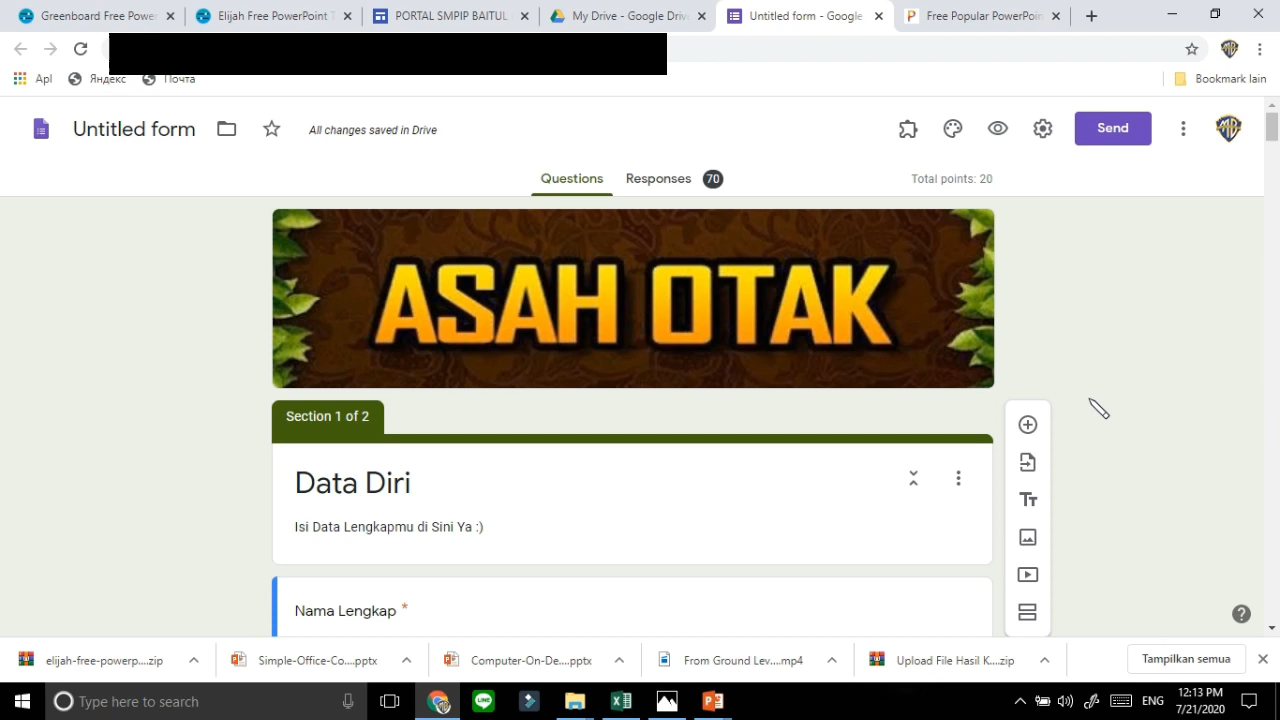 Greenboard Free Power
Elijah Free PowerPoint T
PORTAL SMPIP BAITUL
My Drive - Google Driv
Untitled form - Google
Free Popular PowerPoin
Apl
Яндекс
Почта
Bookmark lain
Untitled form
All changes saved in Drive
Send
Questions
Responses 70
Total points: 20
ASAH OTAK
Section 1 of 2
Data Diri
Isi Data Lengkapmu di Sini Ya :)
Nama Lengkap *
elijah-free-powerp....zip
Simple-Office-Co....pptx
Computer-On-De....pptx
From Ground Lev....mp4
Upload File Hasil K....zip
Tampilkan semua
Type here to search
ENG
12:13 PM
7/21/2020